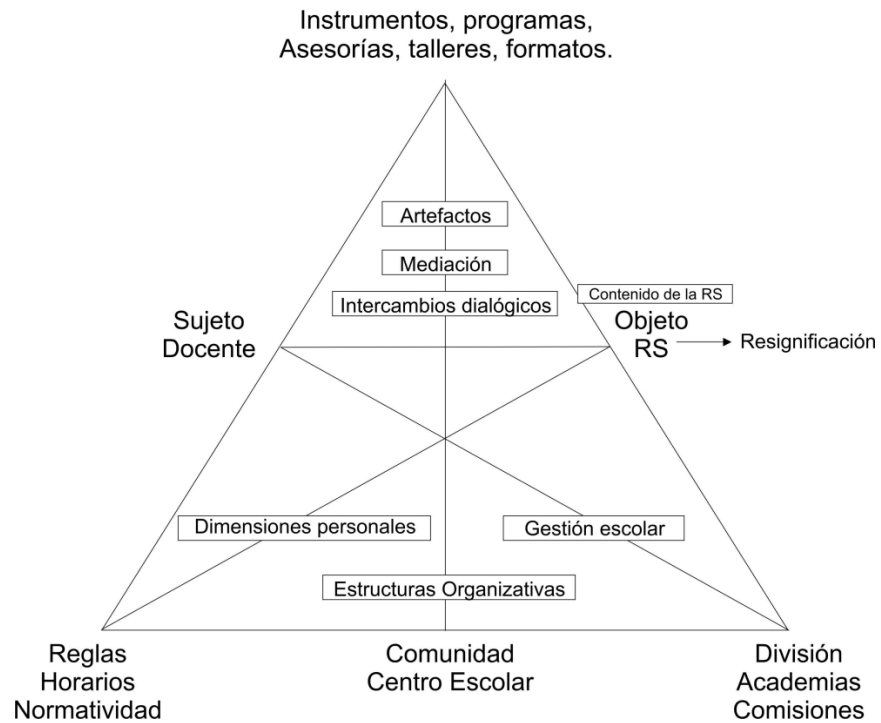 Instrumentos, programas,
Asesorías, talleres, formatos.
Artefactos
Mediación
Intercambios dialógicos
Contenido de la RS
Sujeto
Docente
Objeto
RS
Resignificación
Dimensiones personales
Gestión escolar
Estructuras Organizativas
Reglas
Horarios
Normatividad
Comunidad
Centro Escolar
División
Academias
Comisiones